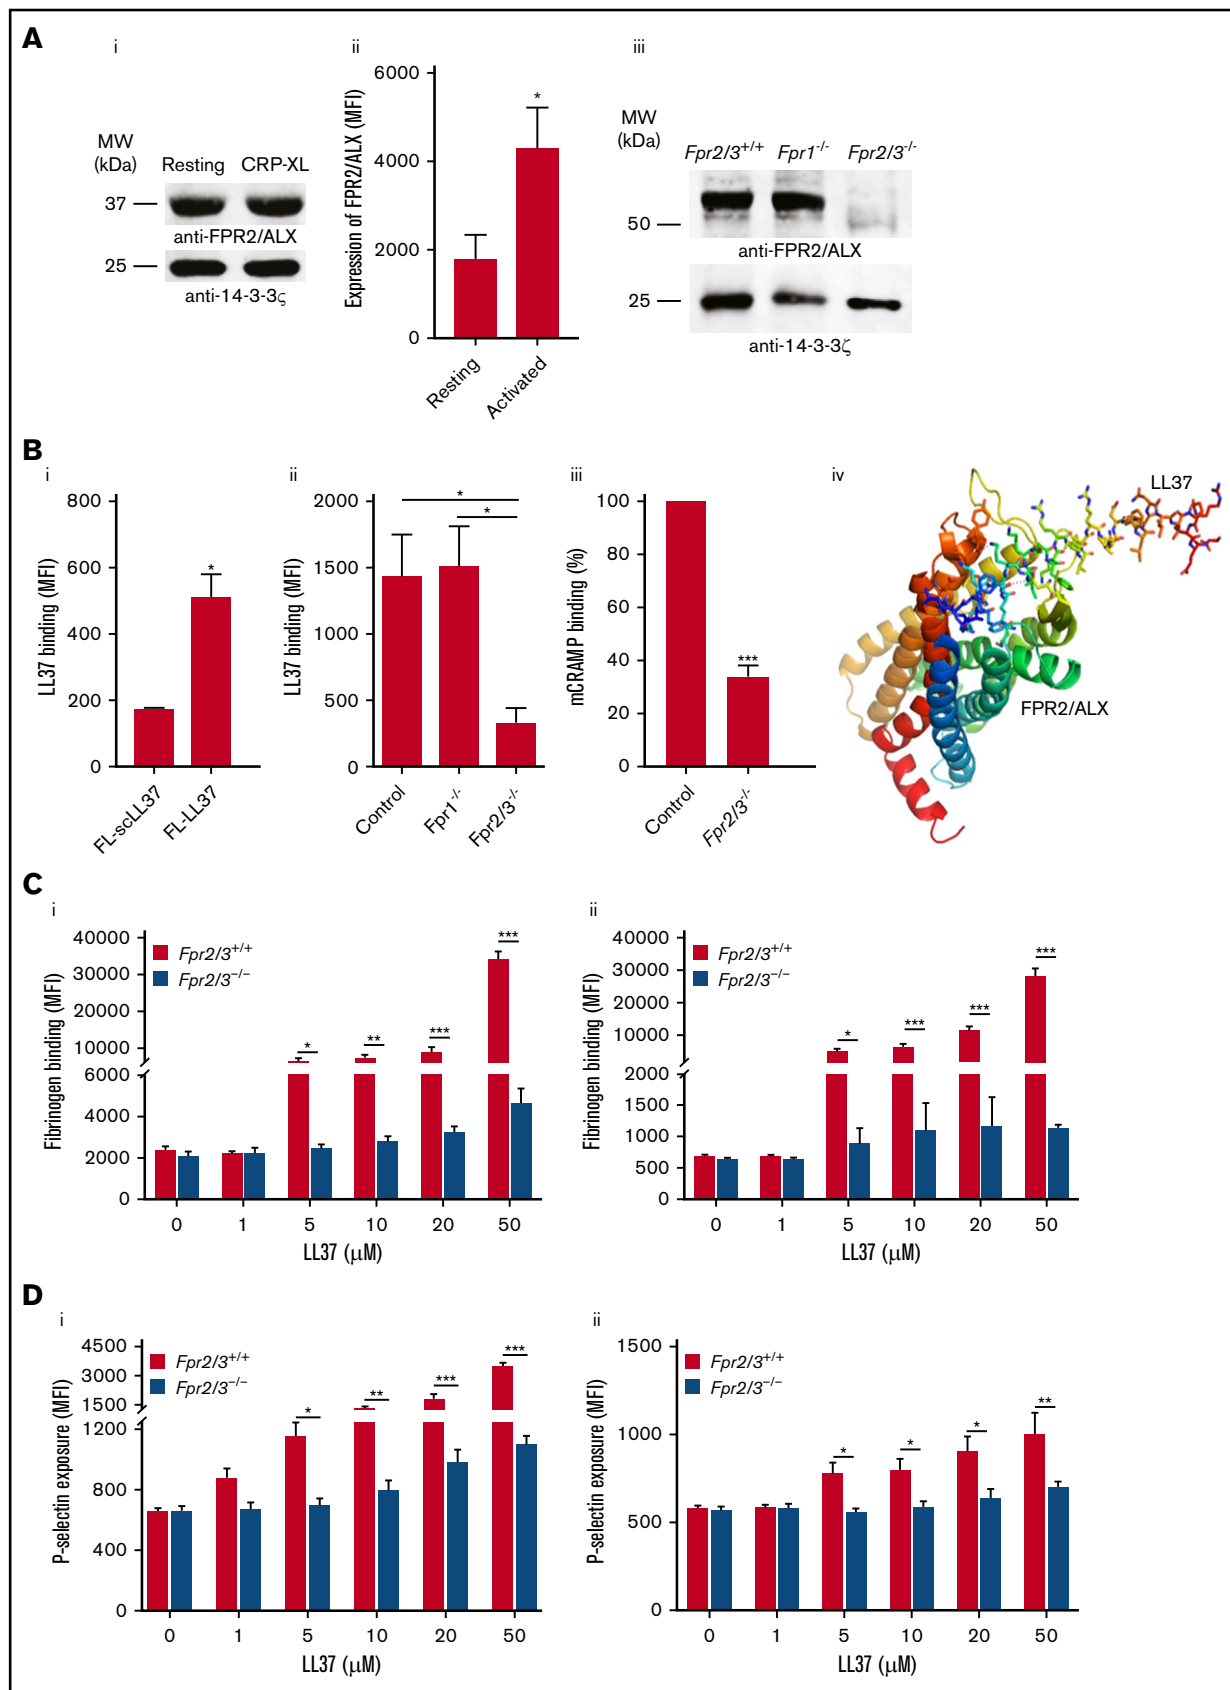 A
i
MW
(kDa)
Resting CRP-XL
37
anti-FPR2/ALX
25
anti-14-3-3ς
ii
Expression of FPR2/ALX (MFI)
6000
4000
2000
0
*
Resting
Activated
iii
MW
(kDa)
Fpr2/3+/+ Fpr1-/- Fpr2/3-/-
50
anti-FPR2/ALX
25
anti-14-3-3ζ
B
i
LL37 binding (MFI)
800
600
400
200
0
*
FL-scLL37
FL-LL37
ii
LL37 binding (MFI)
2000
1500
1000
500
0
*
*
Control
Fpr1-/-
Fpr2/3-/-
iii
mCRAMP binding (%)
100
80
60
40
20
0
***
Control
Fpr2/3-/-
iv
LL37
FPR2/ALX
C
i
Fibrinogen binding (MFI)
40000
30000
20000
10000
6000
4000
2000
0
Fpr2/3+/+
Fpr2/3−/−
* ** *** ***
0 1 5 10 20 50
LL37 (μM)
ii
Fibrinogen binding (MFI)
40000
30000
20000
10000
2000
1500
1000
500
0
Fpr2/3+/+
Fpr2/3−/−
* *** *** ***
0 1 5 10 20 50
LL37 (μM)
D
i
P-selectin exposure (MFI)
4500
3000
1500
1200
800
400
0
Fpr2/3+/+
Fpr2/3−/−
* ** *** ***
0 1 5 10 20 50
LL37 (μM)
ii
P-selectin exposure (MFI)
1500
1000
500
0
Fpr2/3+/+
Fpr2/3−/−
* * * **
0 1 5 10 20 50
LL37 (μM)